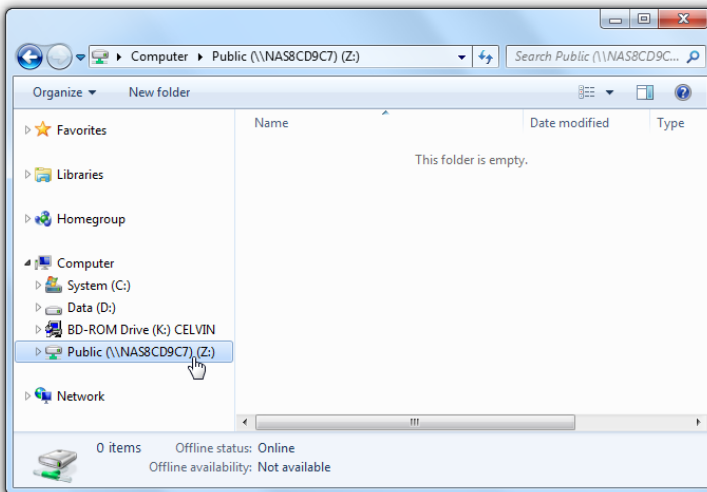 Computer Public (\\NAS8CD9C7) (Z:) Search Public (\\NAS8CD9C...
Organize New folder
Name Date modified Type
This folder is empty.
Favorites
Libraries
Homegroup
Computer
System (C:)
Data (D:)
BD-ROM Drive (K:) CELVIN
Public (\\NAS8CD9C7) (Z:)
Network
0 items Offline status: Online
Offline availability: Not available